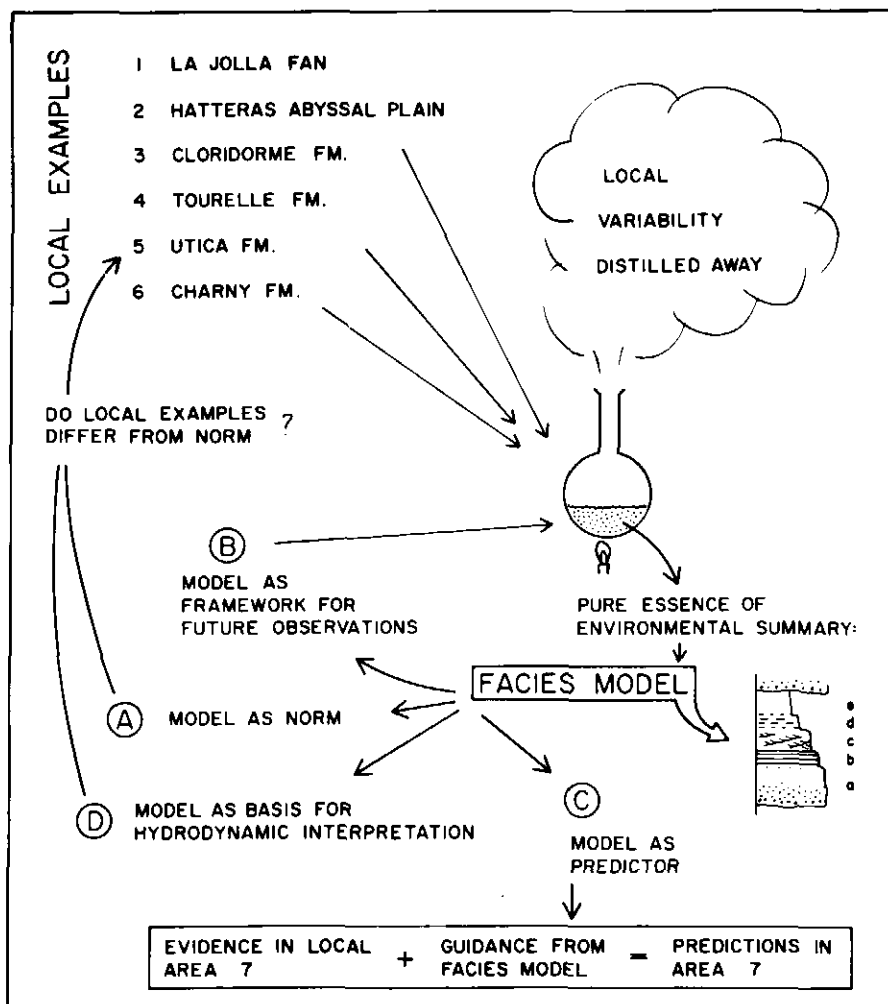 LOCAL EXAMPLES
1 LA JOLLA FAN
2 HATTERAS ABYSSAL PLAIN
3 CLORIDORME FM.
4 TOURELLE FM.
5 UTICA FM.
6 CHARNY FM.
LOCAL
VARIABILITY
DISTILLED AWAY
DO LOCAL EXAMPLES
DIFFER FROM NORM ?
B
MODEL AS
FRAMEWORK FOR
FUTURE OBSERVATIONS
PURE ESSENCE OF
ENVIRONMENTAL SUMMARY:
FACIES MODEL
e
d
c
b
a
A MODEL AS NORM
D MODEL AS BASIS FOR
HYDRODYNAMIC INTERPRETATION
C
MODEL AS
PREDICTOR
EVIDENCE IN LOCAL
AREA 7
+
GUIDANCE FROM
FACIES MODEL
=
PREDICTIONS IN
AREA 7